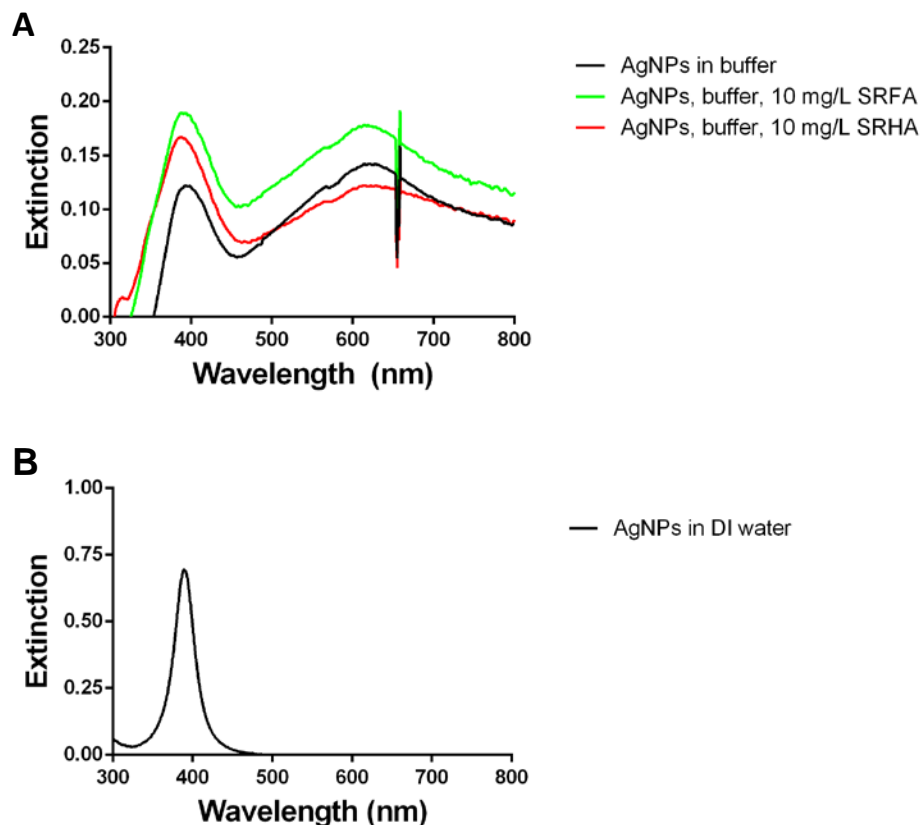 A
Extinction
0.25
0.20
0.15
0.10
0.05
0.00
300 400 500 600 700 800
Wavelength (nm)
AgNPs in buffer
AgNPs, buffer, 10 mg/L SRFA
AgNPs, buffer, 10 mg/L SRHA
B
Extinction
1.00
0.75
0.50
0.25
0.00
300 400 500 600 700 800
Wavelength (nm)
AgNPs in DI water